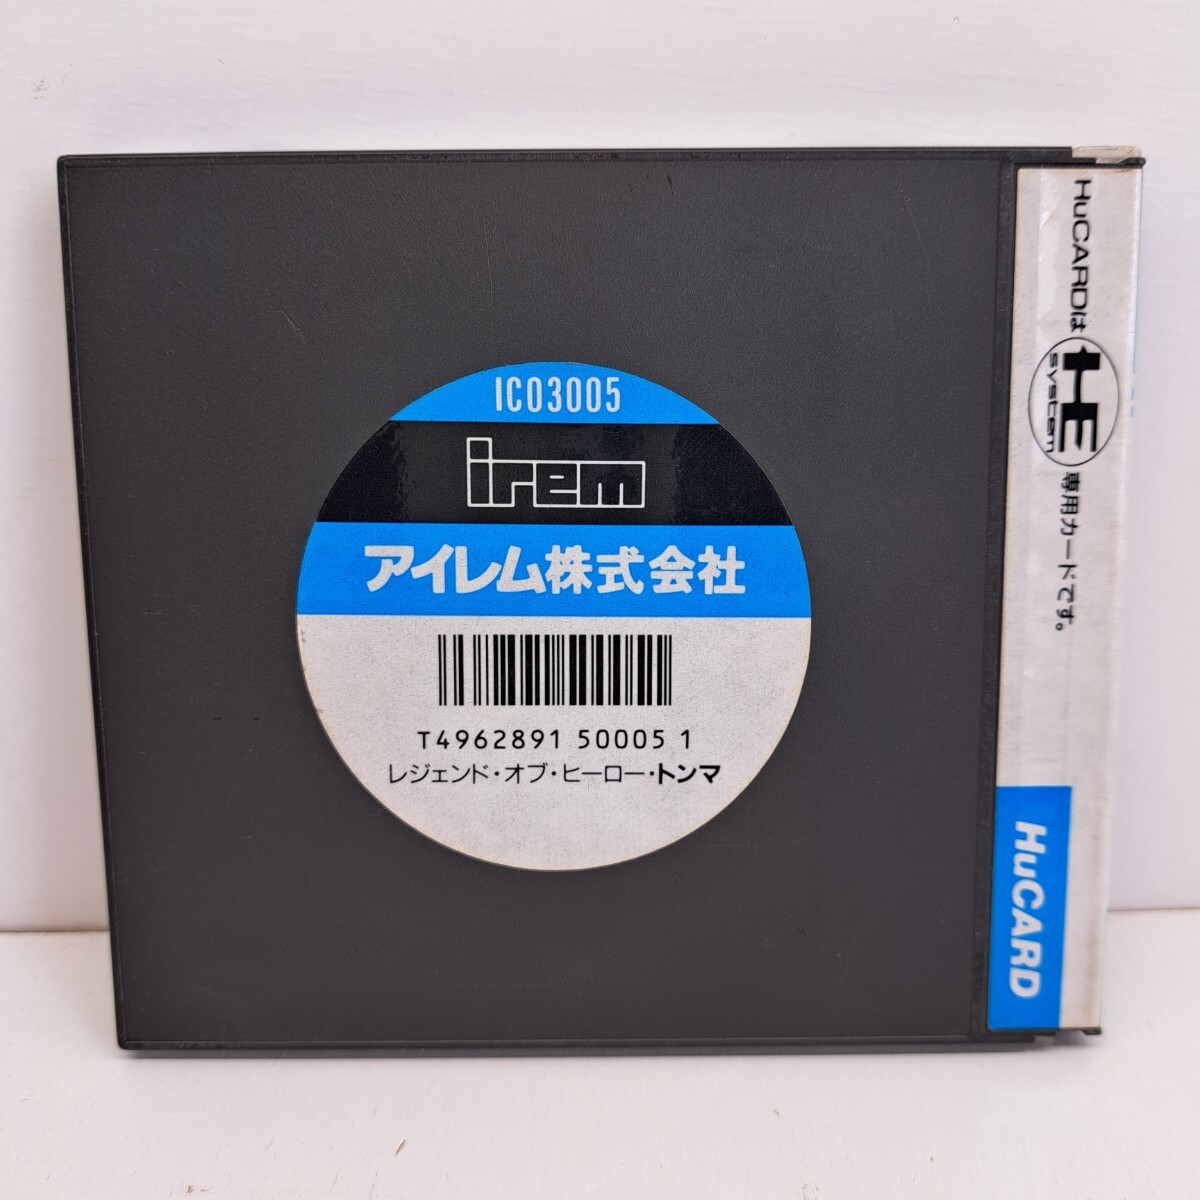 IC03005
irem
アイレム株式会社
T4962891 50005 1
レジェンド・オブ・ヒーロー・トンマ
HuCARDは HE system 専用カードです。
HuCARD